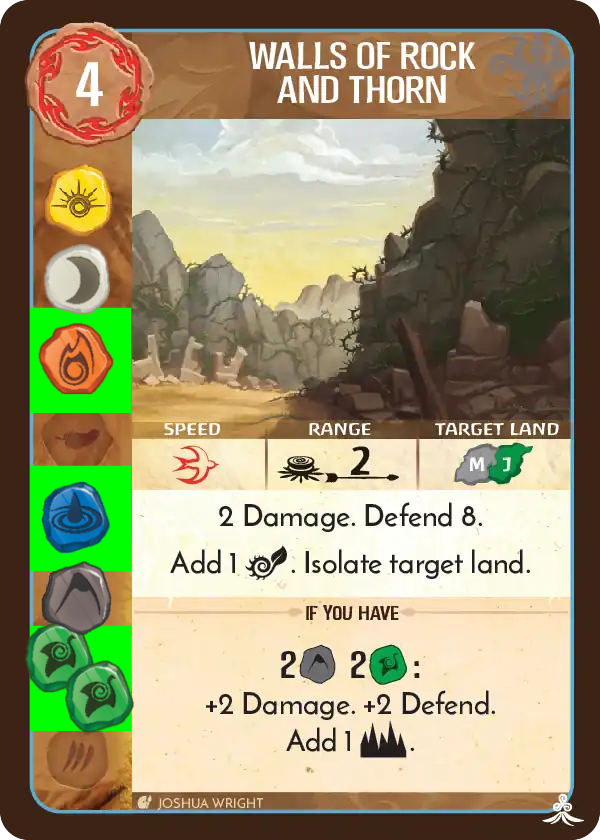 4
WALLS OF ROCK
AND THORN
SPEED RANGE TARGET LAND
2 M J
2 Damage. Defend 8.
Add 1 . Isolate target land.
IF YOU HAVE
2 2 :
+2 Damage. +2 Defend.
Add 1 .
JOSHUA WRIGHT